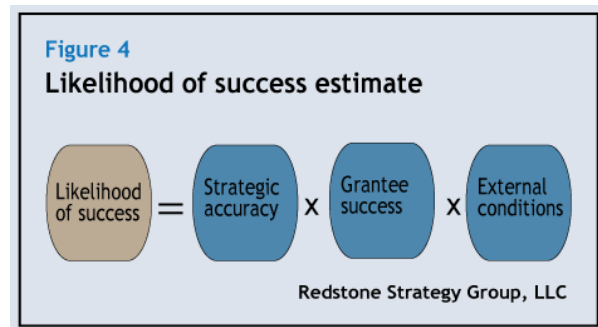 Figure 4
Likelihood of success estimate
Likelihood
of success
=
Strategic
accuracy
x
Grantee
success
x
External
conditions
Redstone Strategy Group, LLC